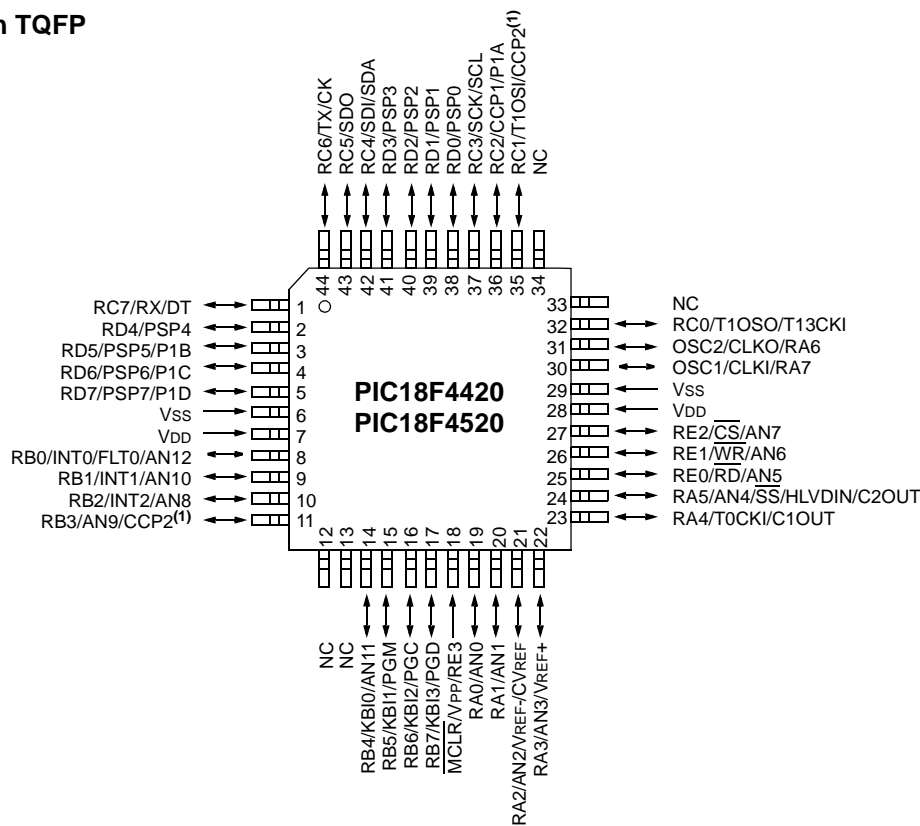 TQFP
RC6/TX/CK
RC5/SDO
RC4/SDI/SDA
RD3/PSP3
RD2/PSP2
RD1/PSP1
RD0/PSP0
RC3/SCK/SCL
RC2/CCP1/P1A
RC1/T1OSI/CCP2(1)
NC
44
43
42
41
40
39
38
37
36
35
34
RC7/RX/DT
RD4/PSP4
RD5/PSP5/P1B
RD6/PSP6/P1C
RD7/PSP7/P1D
VSS
VDD
RB0/INT0/FLT0/AN12
RB1/INT1/AN10
RB2/INT2/AN8
RB3/AN9/CCP2(1)
1
2
3
4
5
6
7
8
9
10
11
PIC18F4420
PIC18F4520
33
32
31
30
29
28
27
26
25
24
23
NC
RC0/T1OSO/T13CKI
OSC2/CLKO/RA6
OSC1/CLKI/RA7
VSS
VDD
RE2/CS/AN7
RE1/WR/AN6
RE0/RD/AN5
RA5/AN4/SS/HLVDIN/C2OUT
RA4/T0CKI/C1OUT
12
13
14
15
16
17
18
19
20
21
22
NC
NC
RB4/KBI0/AN11
RB5/KBI1/PGM
RB6/KBI2/PGC
RB7/KBI3/PGD
MCLR/VPP/RE3
RA0/AN0
RA1/AN1
RA2/AN2/VREF-/CVREF
RA3/AN3/VREF+